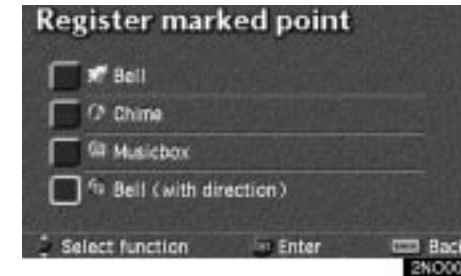 Register marked point
Bell
Chime
Musicbox
Bell (with direction)
Select function Enter Back